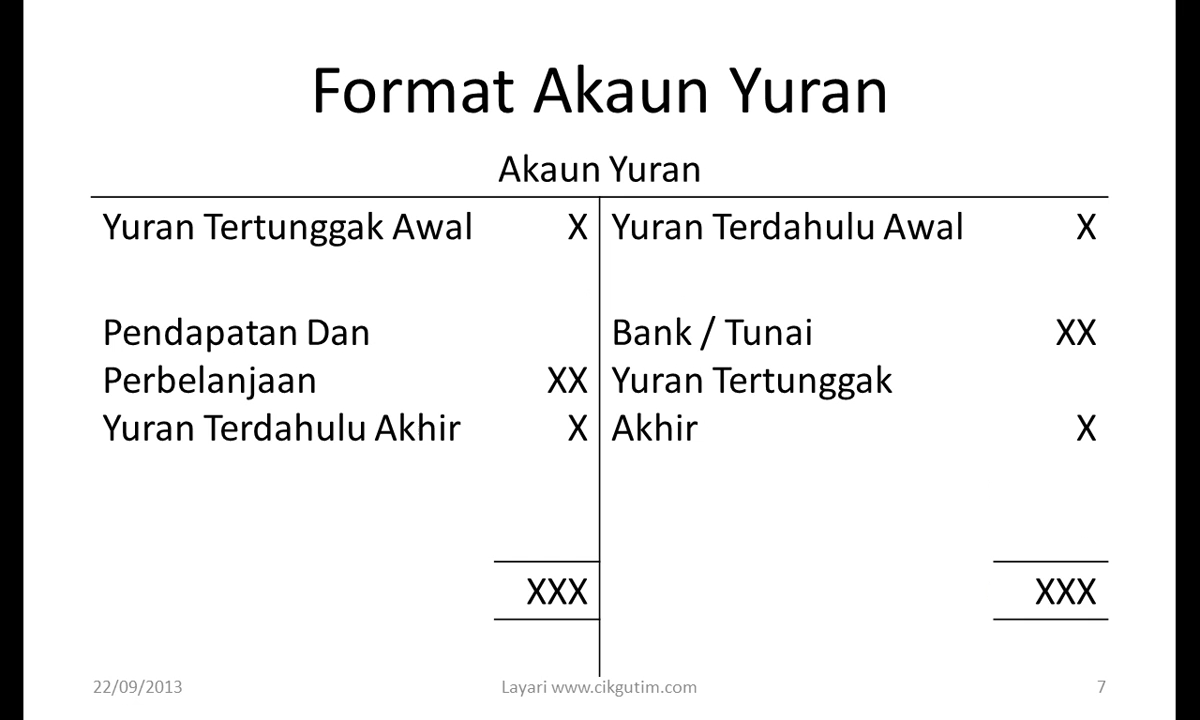 Format Akaun Yuran
Akaun Yuran
Yuran Tertunggak Awal X Yuran Terdahulu Awal X
Pendapatan Dan Bank / Tunai XX
Perbelanjaan XX Yuran Tertunggak
Yuran Terdahulu Akhir X Akhir X
XXX XXX
22/09/2013 Layari www.cikgutim.com 7